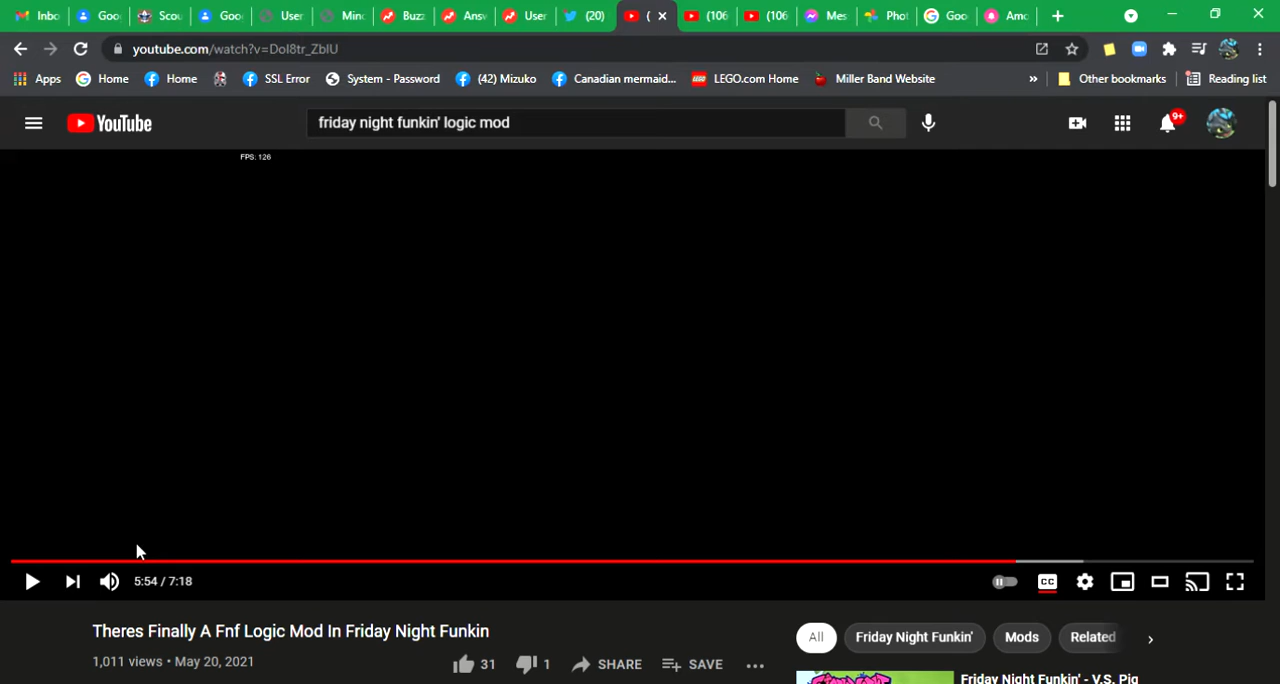 Inbo Goo Scou Goo User Minc Buzz Answ User (20) ( (106 (106 Mes Phot Goo Amo
youtube.com/watch?v=DoI8tr_ZblU
Apps Home Home SSL Error System - Password (42) Mizuko Canadian mermaid... LEGO.com Home Miller Band Website » Other bookmarks Reading list
YouTube friday night funkin' logic mod 9+
FPS: 126
5:54 / 7:18 CC
Theres Finally A Fnf Logic Mod In Friday Night Funkin
1,011 views • May 20, 2021
31 1 SHARE SAVE ...
All Friday Night Funkin' Mods Related
Friday Night Funkin' - V.S. Pig